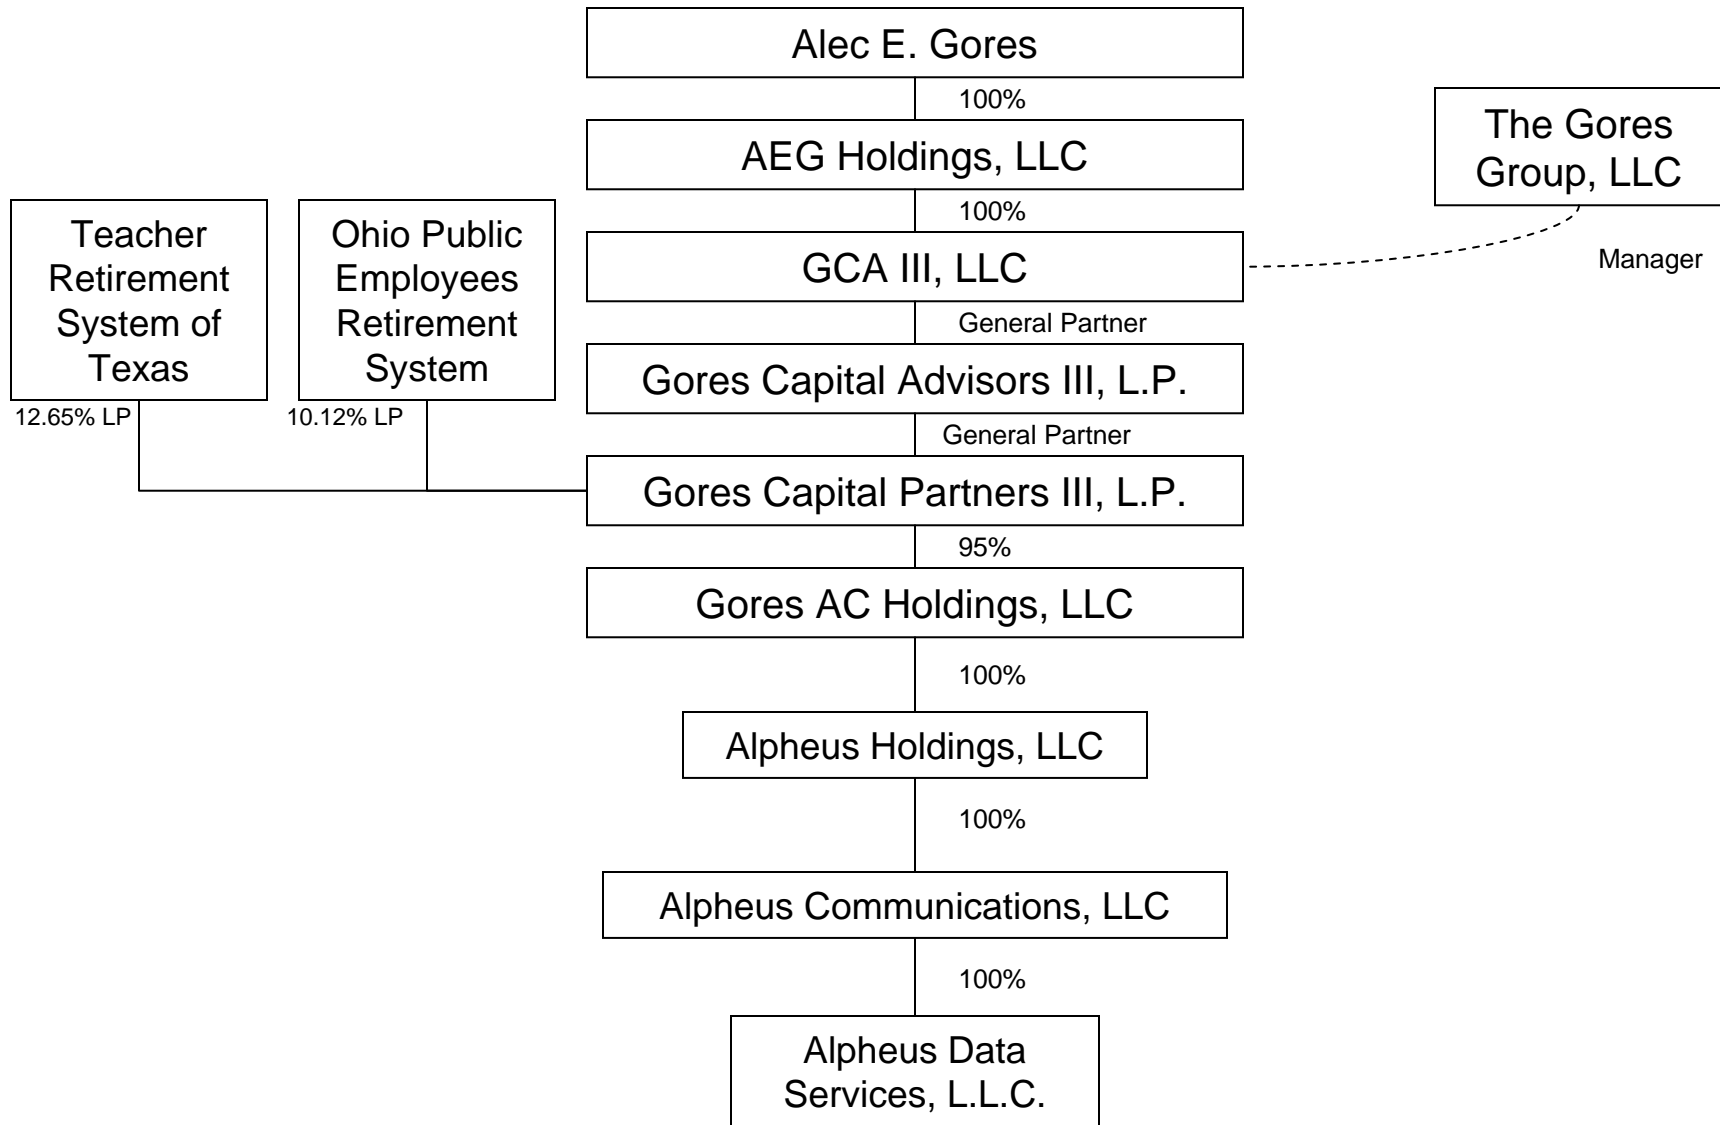 Alec E. Gores
100%
AEG Holdings, LLC
The Gores
Group, LLC
100%
Teacher
Retirement
System of
Texas
Ohio Public
Employees
Retirement
System
GCA III, LLC
Manager
General Partner
Gores Capital Advisors III, L.P.
12.65% LP
10.12% LP
General Partner
Gores Capital Partners III, L.P.
95%
Gores AC Holdings, LLC
100%
Alpheus Holdings, LLC
100%
Alpheus Communications, LLC
100%
Alpheus Data
Services, L.L.C.